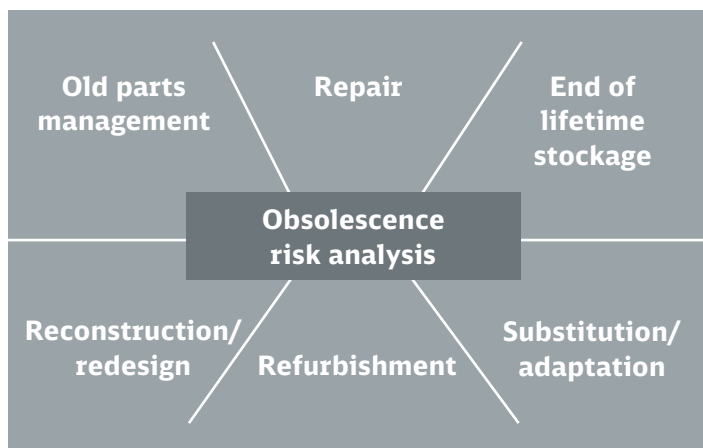 Old parts
management
Repair
End of
lifetime
stockage
Obsolescence
risk analysis
Reconstruction/
redesign
Refurbishment
Substitution/
adaptation